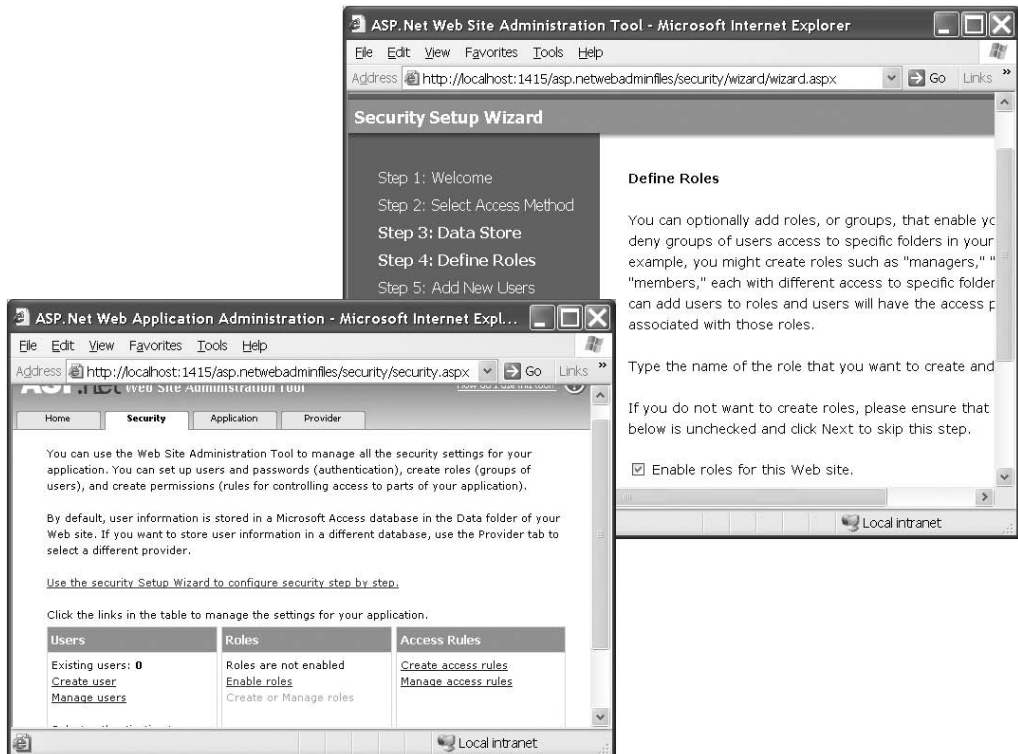 ASP.Net Web Site Administration Tool - Microsoft Internet Explorer
File Edit View Favorites Tools Help
Address http://localhost:1415/asp.netwebadminfiles/security/wizard/wizard.aspx Go Links »
Security Setup Wizard
Step 1: Welcome
Step 2: Select Access Method
Step 3: Data Store
Step 4: Define Roles
Step 5: Add New Users
Define Roles
You can optionally add roles, or groups, that enable
deny groups of users access to specific folders in your
example, you might create roles such as "managers," "
"members," each with different access to specific folder
can add users to roles and users will have the access
associated with those roles.
Type the name of the role that you want to create and
If you do not want to create roles, please ensure that
below is unchecked and click Next to skip this step.
Enable roles for this Web site.
Local intranet
ASP.Net Web Application Administration - Microsoft Internet Expl...
File Edit View Favorites Tools Help
Address http://localhost:1415/asp.netwebadminfiles/security/security.aspx Go Links »
ASP.net Web Site Administration Tool How do I use this tool?
Home Security Application Provider
You can use the Web Site Administration Tool to manage all the security settings for your
application. You can set up users and passwords (authentication), create roles (groups of
users), and create permissions (rules for controlling access to parts of your application).
By default, user information is stored in a Microsoft Access database in the Data folder of your
Web site. If you want to store user information in a different database, use the Provider tab to
select a different provider.
Use the security Setup Wizard to configure security step by step.
Click the links in the table to manage the settings for your application.
Users
Existing users: 0
Create user
Manage users
Roles
Roles are not enabled
Enable roles
Create or Manage roles
Access Rules
Create access rules
Manage access rules
Local intranet